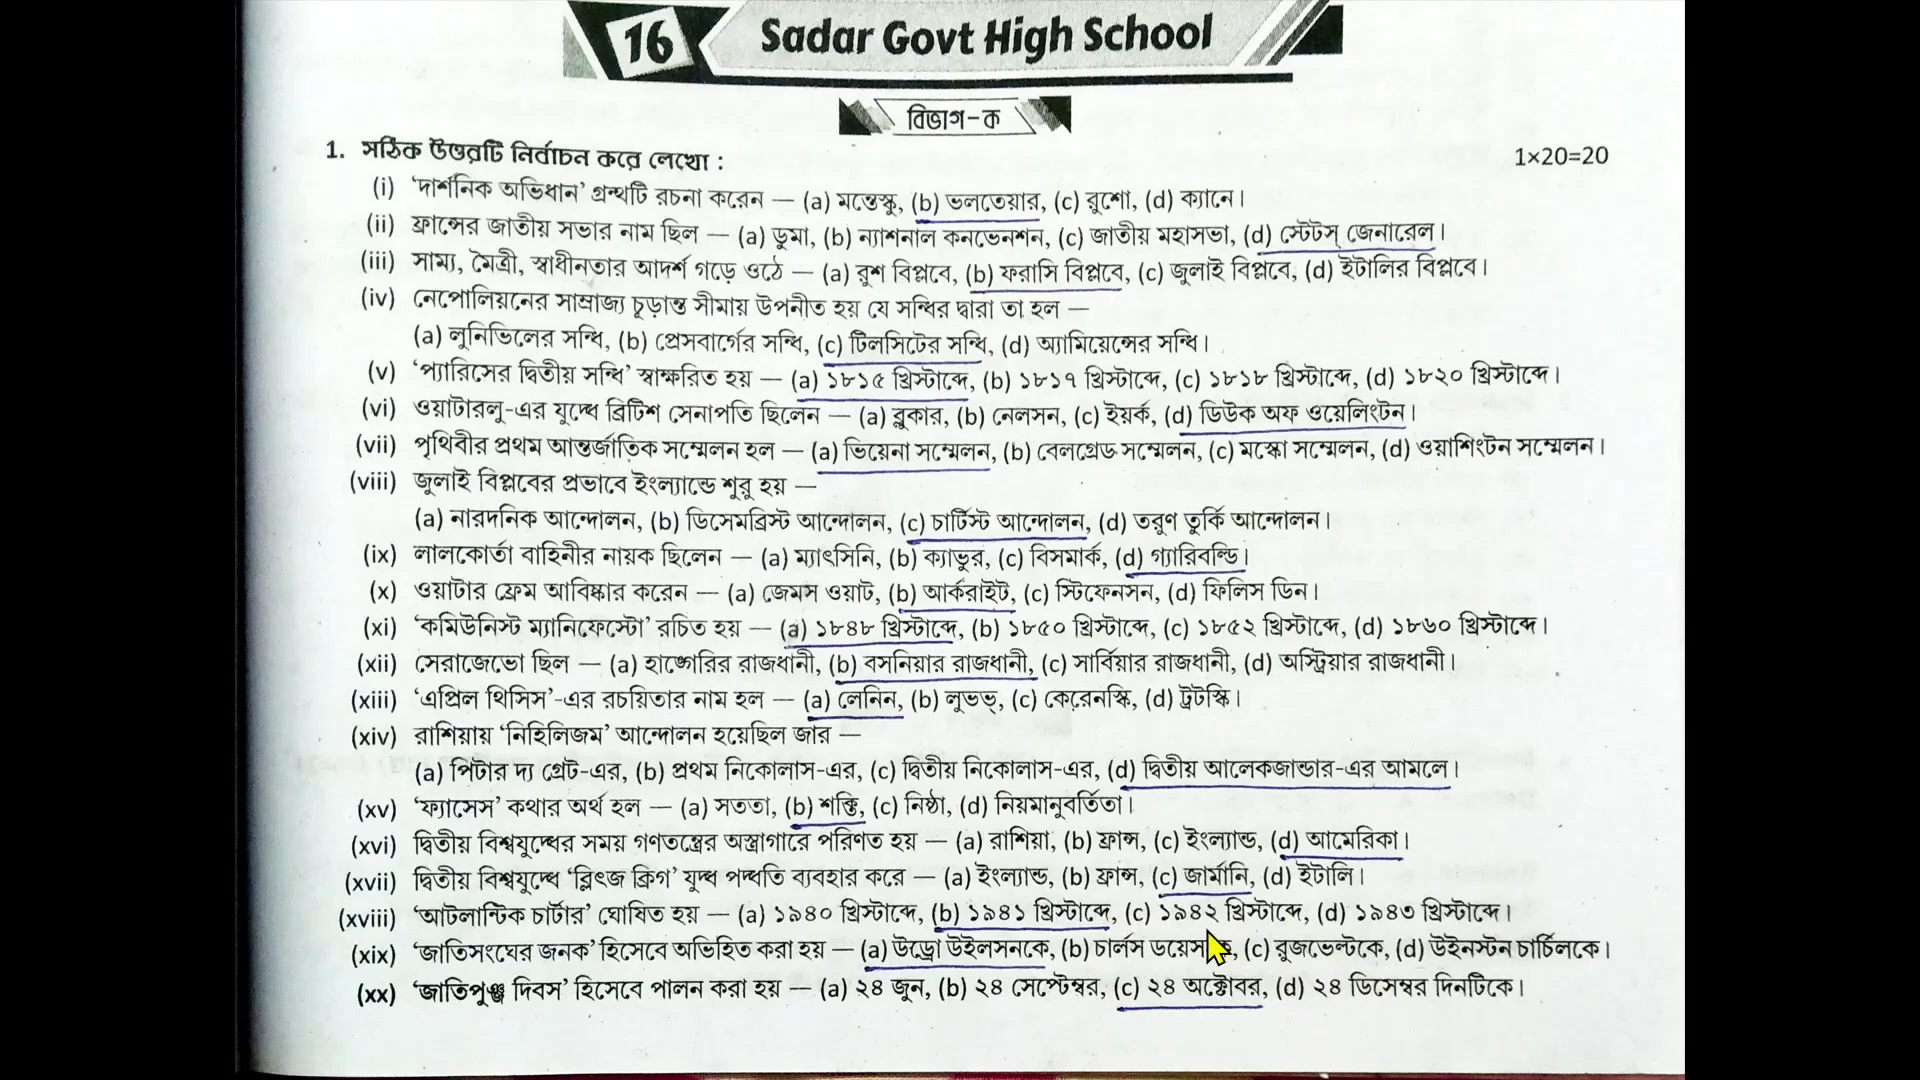 16 Sadar Govt High School
বিভাগ-ক
1. সঠিক উত্তরটি নির্বাচন করে লেখো : 1×20=20
(i) ‘দার্শনিক অভিধান’ গ্রন্থটি রচনা করেন — (a) মন্তেস্কু, (b) ভলতেয়ার, (c) রুশো, (d) ক্যানে।
(ii) ফ্রান্সের জাতীয় সভার নাম ছিল — (a) ডুমা, (b) ন্যাশনাল কনভেনশন, (c) জাতীয় মহাসভা, (d) স্টেটস্ জেনারেল।
(iii) সাম্য, মৈত্রী, স্বাধীনতার আদর্শ গড়ে ওঠে — (a) রুশ বিপ্লবে, (b) ফরাসি বিপ্লবে, (c) জুলাই বিপ্লবে, (d) ইটালির বিপ্লবে।
(iv) নেপোলিয়নের সাম্রাজ্য চূড়ান্ত সীমায় উপনীত হয় যে সন্ধির দ্বারা তা হল —
(a) লুনিভিলের সন্ধি, (b) প্রেসবার্গের সন্ধি, (c) টিলসিটের সন্ধি, (d) অ্যামিয়েন্সের সন্ধি।
(v) ‘প্যারিসের দ্বিতীয় সন্ধি’ স্বাক্ষরিত হয় — (a) ১৮১৫ খ্রিস্টাব্দে, (b) ১৮১৭ খ্রিস্টাব্দে, (c) ১৮১৮ খ্রিস্টাব্দে, (d) ১৮২০ খ্রিস্টাব্দে।
(vi) ওয়াটারলু-এর যুদ্ধে ব্রিটিশ সেনাপতি ছিলেন — (a) ব্লুকার, (b) নেলসন, (c) ইয়র্ক, (d) ডিউক অফ ওয়েলিংটন।
(vii) পৃথিবীর প্রথম আন্তর্জাতিক সম্মেলন হল — (a) ভিয়েনা সম্মেলন, (b) বেলগ্রেড সম্মেলন, (c) মস্কো সম্মেলন, (d) ওয়াশিংটন সম্মেলন।
(viii) জুলাই বিপ্লবের প্রভাবে ইংল্যান্ডে শুরু হয় —
(a) নারদনিক আন্দোলন, (b) ডিসেমব্রিস্ট আন্দোলন, (c) চার্টিস্ট আন্দোলন, (d) তরুণ তুর্কি আন্দোলন।
(ix) লালকোর্তা বাহিনীর নায়ক ছিলেন — (a) ম্যাৎসিনি, (b) ক্যাভুর, (c) বিসমার্ক, (d) গ্যারিবল্ডি।
(x) ওয়াটার ফ্রেম আবিষ্কার করেন — (a) জেমস ওয়াট, (b) আর্করাইট, (c) স্টিফেনসন, (d) ফিলিস ডিন।
(xi) ‘কমিউনিস্ট ম্যানিফেস্টো’ রচিত হয় — (a) ১৮৪৮ খ্রিস্টাব্দে, (b) ১৮৫০ খ্রিস্টাব্দে, (c) ১৮৫২ খ্রিস্টাব্দে, (d) ১৮৬০ খ্রিস্টাব্দে।
(xii) সেরাজেভো ছিল — (a) হাঙ্গেরির রাজধানী, (b) বসনিয়ার রাজধানী, (c) সার্বিয়ার রাজধানী, (d) অস্ট্রিয়ার রাজধানী।
(xiii) ‘এপ্রিল থিসিস’-এর রচয়িতার নাম হল — (a) লেনিন, (b) লুভভ্, (c) কেরেনস্কি, (d) ট্রটস্কি।
(xiv) রাশিয়ায় ‘নিহিলিজম’ আন্দোলন হয়েছিল জার —
(a) পিটার দ্য গ্রেট-এর, (b) প্রথম নিকোলাস-এর, (c) দ্বিতীয় নিকোলাস-এর, (d) দ্বিতীয় আলেকজান্ডার-এর আমলে।
(xv) ‘ফ্যাসেস’ কথার অর্থ হল — (a) সততা, (b) শক্তি, (c) নিষ্ঠা, (d) নিয়মানুবর্তিতা।
(xvi) দ্বিতীয় বিশ্বযুদ্ধের সময় গণতন্ত্রের অস্ত্রাগারে পরিণত হয় — (a) রাশিয়া, (b) ফ্রান্স, (c) ইংল্যান্ড, (d) আমেরিকা।
(xvii) দ্বিতীয় বিশ্বযুদ্ধে ‘ব্লিৎজ ক্রিগ’ যুদ্ধ পদ্ধতি ব্যবহার করে — (a) ইংল্যান্ড, (b) ফ্রান্স, (c) জার্মানি, (d) ইটালি।
(xviii) ‘আটলান্টিক চার্টার’ ঘোষিত হয় — (a) ১৯৪০ খ্রিস্টাব্দে, (b) ১৯৪১ খ্রিস্টাব্দে, (c) ১৯৪২ খ্রিস্টাব্দে, (d) ১৯৪৩ খ্রিস্টাব্দে।
(xix) ‘জাতিসংঘের জনক’ হিসেবে অভিহিত করা হয় — (a) উড্রো উইলসনকে, (b) চার্লস (c) রুজভেল্টকে, (d) উইনস্টন চার্চিলকে।
(xx) ‘জাতিপুঞ্জ দিবস’ হিসেবে পালন করা হয় — (a) ২৪ জুন, (b) ২৪ সেপ্টেম্বর, (c) ২৪ অক্টোবর, (d) ২৪ ডিসেম্বর দিনটিকে।